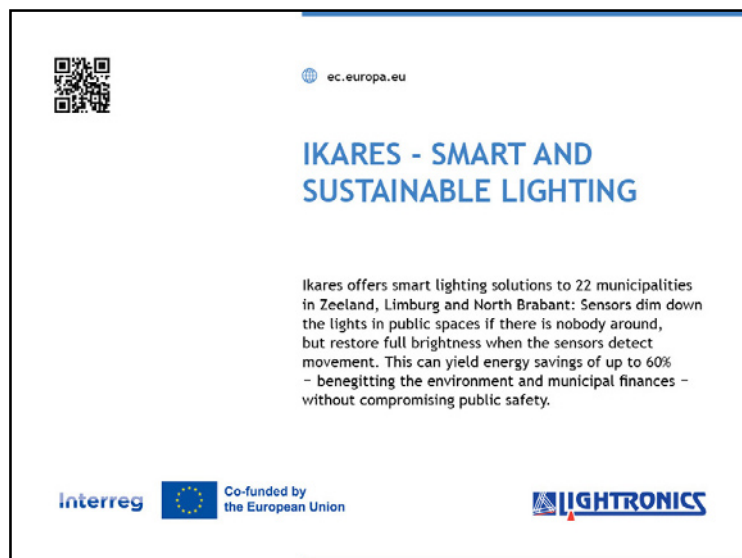 ec.europa.eu
IKARES - SMART AND
SUSTAINABLE LIGHTING
Ikares offers smart lighting solutions to 22 municipalities
in Zeeland, Limburg and North Brabant: Sensors dim down
the lights in public spaces if there is nobody around,
but restore full brightness when the sensors detect
movement. This can yield energy savings of up to 60%
– benegitting the environment and municipal finances –
without compromising public safety.
Interreg
Co-funded by
the European Union
LIGHTRONICS